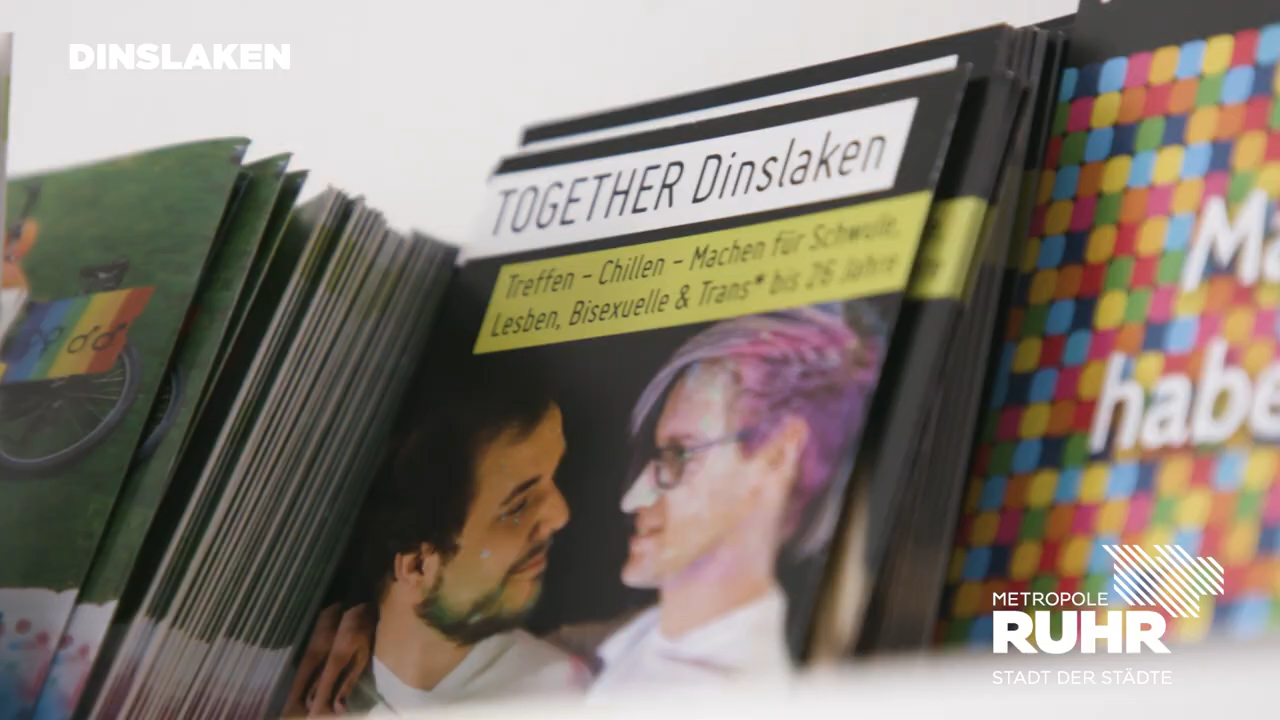 DINSLAKEN
TOGETHER Dinslaken
Treffen – Chillen – Machen für Schwule,
Lesben, Bisexuelle & Trans* bis 26 Jahre
Ma
habe
METROPOLE
RUHR
STADT DER STÄDTE